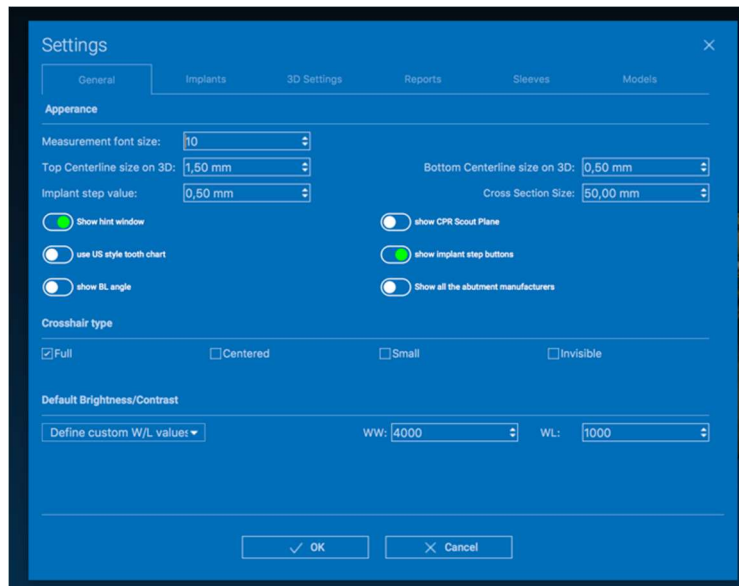 Settings
General Implants 3D Settings Reports Sleeves Models
Apperance
Measurement font size: 10
Top Centerline size on 3D: 1,50 mm Bottom Centerline size on 3D: 0,50 mm
Implant step value: 0,50 mm Cross Section Size: 50,00 mm
Show hint window show CPR Scout Plane
use US style tooth chart show implant step buttons
show BL angle Show all the abutment manufacturers
Crosshair type
Full Centered Small Invisible
Default Brightness/Contrast
Define custom W/L values WW: 4000 WL: 1000
OK Cancel